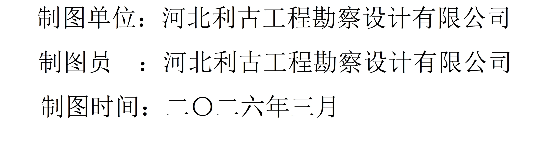 制图单位：河北利古工程勘察设计有限公司
制图员　：河北利古工程勘察设计有限公司
制图时间：二〇二六年三月